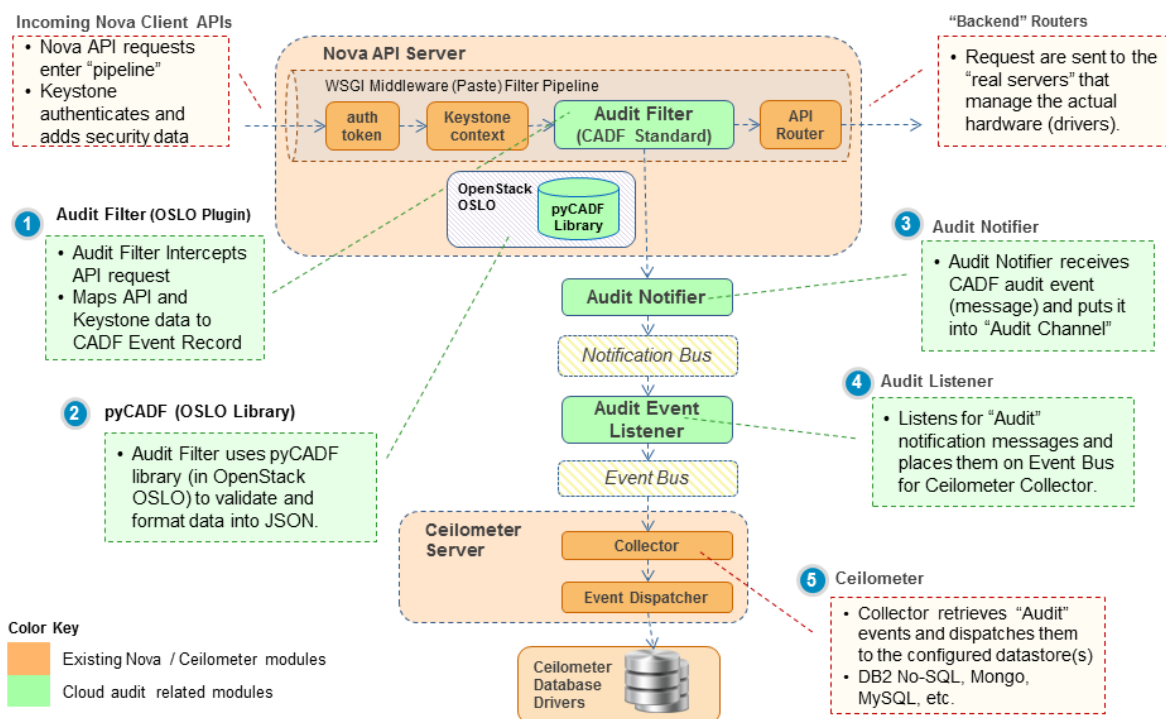 Incoming Nova Client APIs
• Nova API requests
enter “pipeline”
• Keystone
authenticates and
adds security data
Nova API Server
WSGI Middleware (Paste) Filter Pipeline
auth
token
Keystone
context
Audit Filter
(CADF Standard)
API
Router
“Backend” Routers
• Request are sent to the
“real servers” that
manage the actual
hardware (drivers).
OpenStack
OSLO
pyCADF
Library
1
Audit Filter (OSLO Plugin)
• Audit Filter Intercepts
API request
• Maps API and
Keystone data to
CADF Event Record
2
pyCADF (OSLO Library)
• Audit Filter uses pyCADF
library (in OpenStack
OSLO) to validate and
format data into JSON.
Audit Notifier
Notification Bus
Audit Event
Listener
Event Bus
3
Audit Notifier
• Audit Notifier receives
CADF audit event
(message) and puts it
into “Audit Channel”
4
Audit Listener
• Listens for “Audit”
notification messages and
places them on Event Bus
for Ceilometer Collector.
Ceilometer
Server
Collector
Event Dispatcher
Ceilometer
Database
Drivers
5
Ceilometer
• Collector retrieves “Audit”
events and dispatches them
to the configured datastore(s)
• DB2 No-SQL, Mongo,
MySQL, etc.
Color Key
Existing Nova / Ceilometer modules
Cloud audit related modules